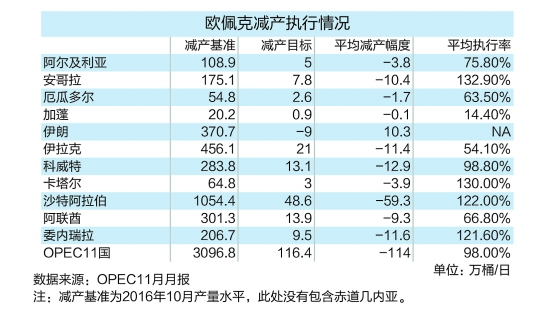 欧佩克减产执行情况
减产基准 减产目标 平均减产幅度 平均执行率
阿尔及利亚 108.9 5 −3.8 75.80%
安哥拉 175.1 7.8 −10.4 132.90%
厄瓜多尔 54.8 2.6 −1.7 63.50%
加蓬 20.2 0.9 −0.1 14.40%
伊朗 370.7 −9 10.3 NA
伊拉克 456.1 21 −11.4 54.10%
科威特 283.8 13.1 −12.9 98.80%
卡塔尔 64.8 3 −3.9 130.00%
沙特阿拉伯 1054.4 48.6 −59.3 122.00%
阿联酋 301.3 13.9 −9.3 66.80%
委内瑞拉 206.7 9.5 −11.6 121.60%
OPEC11国 3096.8 116.4 −114 98.00%
单位：万桶/日
数据来源：OPEC11月月报
注：减产基准为2016年10月产量水平，此处没有包含赤道几内亚。